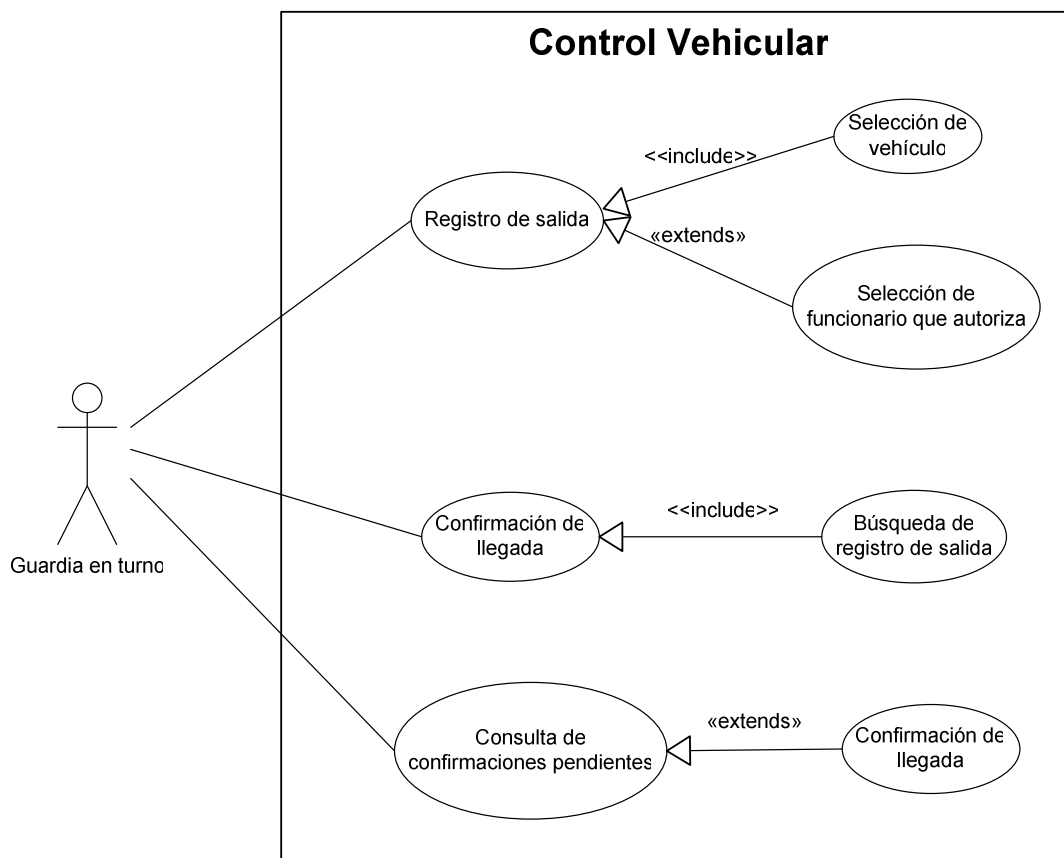 Control Vehicular
Selección de
vehículo
<<include>>
Registro de salida
«extends»
Selección de
funcionario que autoriza
Guardia en turno
<<include>>
Confirmación de
llegada
Búsqueda de
registro de salida
«extends»
Consulta de
confirmaciones pendientes
Confirmación de
llegada